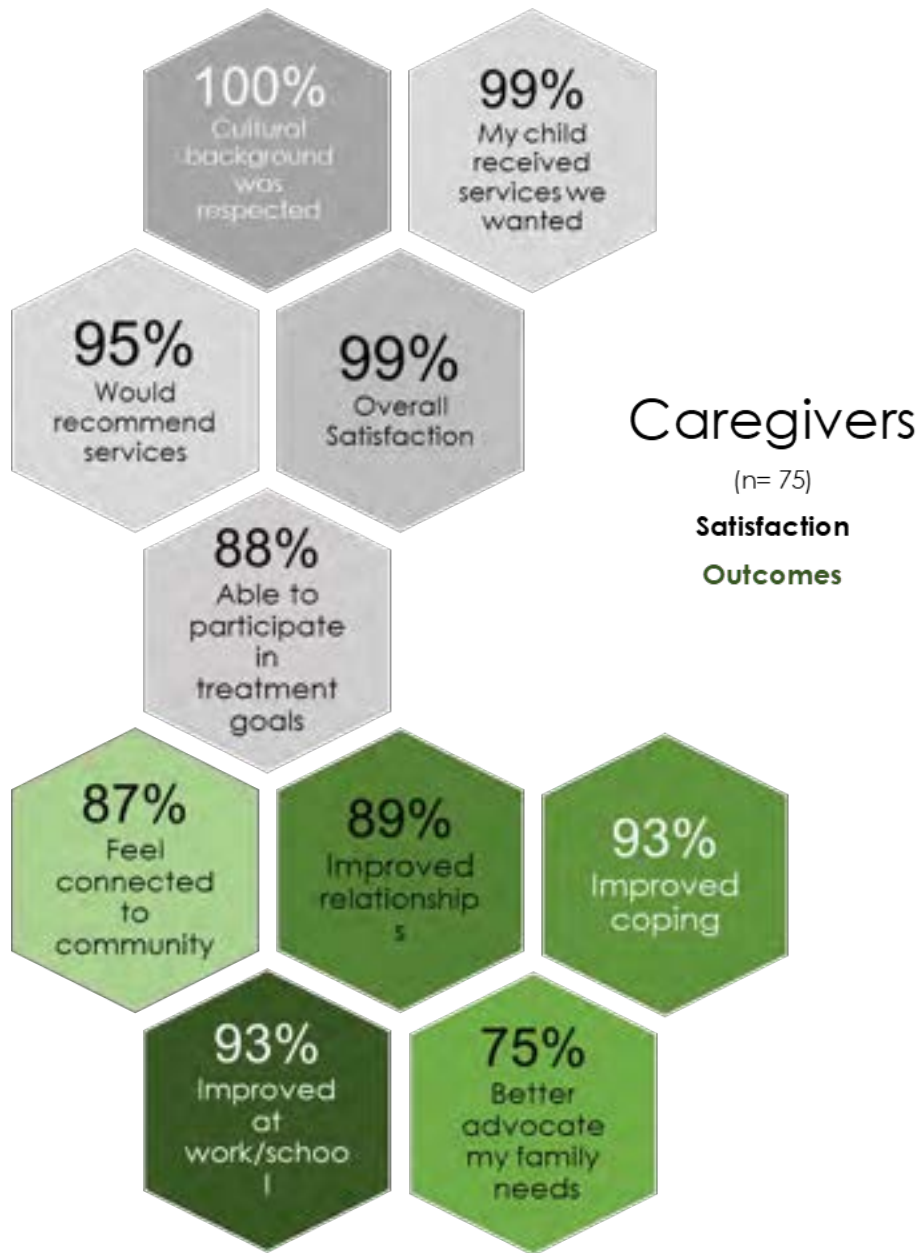 100%
Cultural
background
was
respected
99%
My child
received
services we
wanted
95%
Would
recommend
services
99%
Overall
Satisfaction
Caregivers
(n= 75)
Satisfaction
Outcomes
88%
Able to
participate
in
treatment
goals
87%
Feel
connected
to
community
89%
Improved
relationship
s
93%
Improved
coping
93%
Improved
at
work/schoo
l
75%
Better
advocate
my family
needs